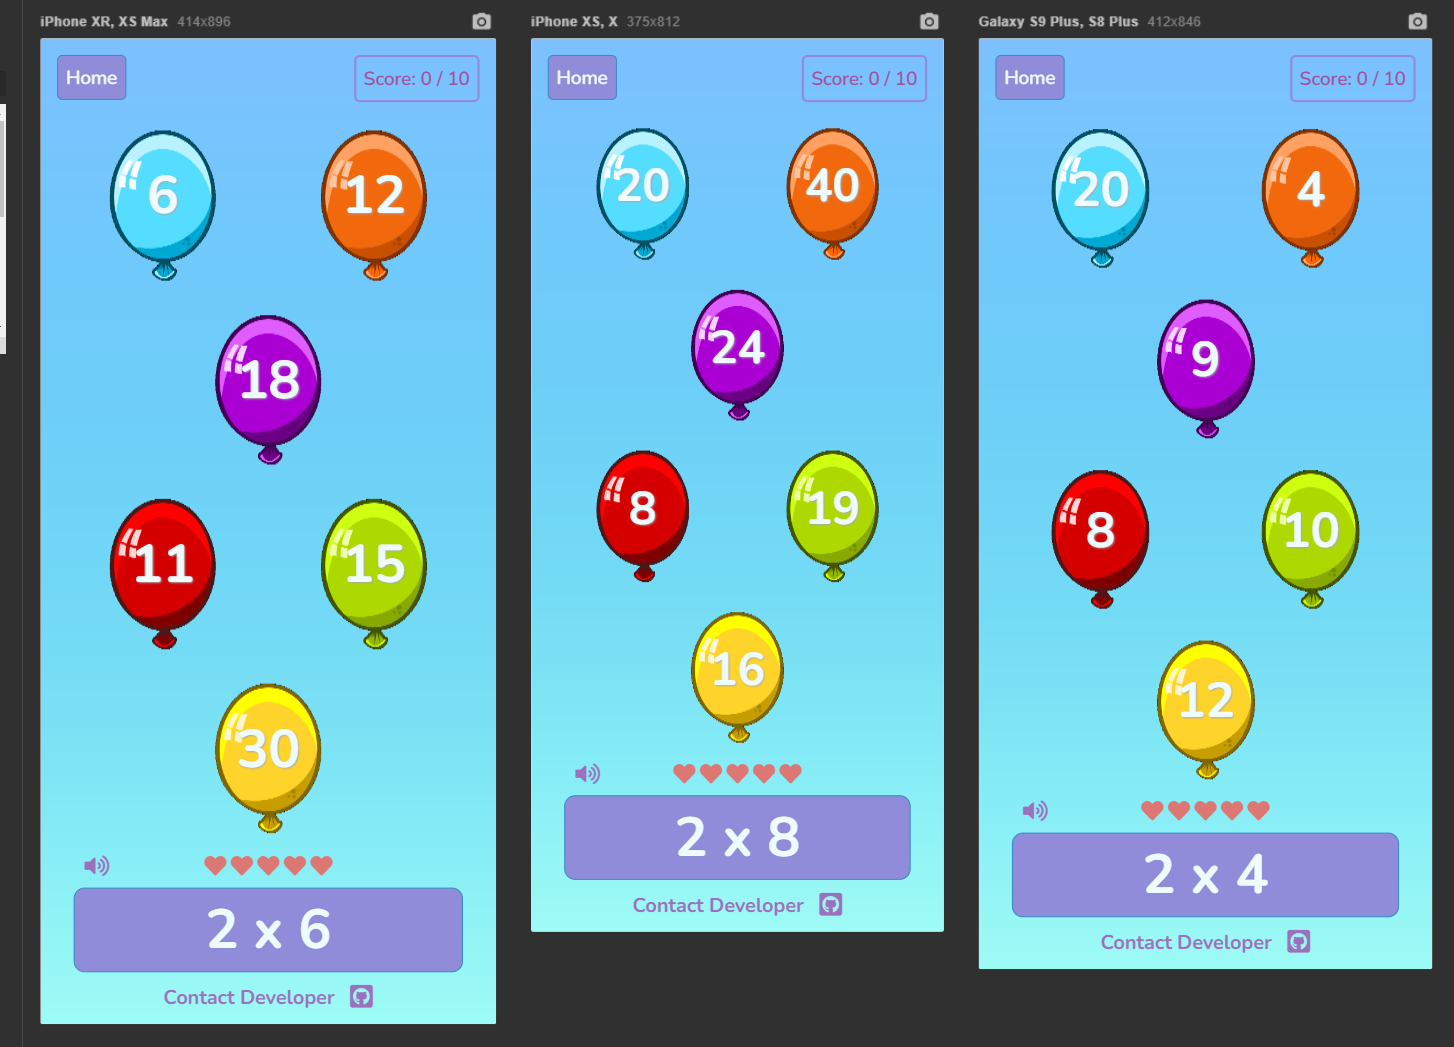 iPhone XR, XS Max 414x896
Home
Score: 0 / 10
6
12
18
11
15
30
2 x 6
Contact Developer
iPhone XS, X 375x812
Home
Score: 0 / 10
20
40
24
8
19
16
2 x 8
Contact Developer
Galaxy S9 Plus, S8 Plus 412x846
Home
Score: 0 / 10
20
4
9
8
10
12
2 x 4
Contact Developer